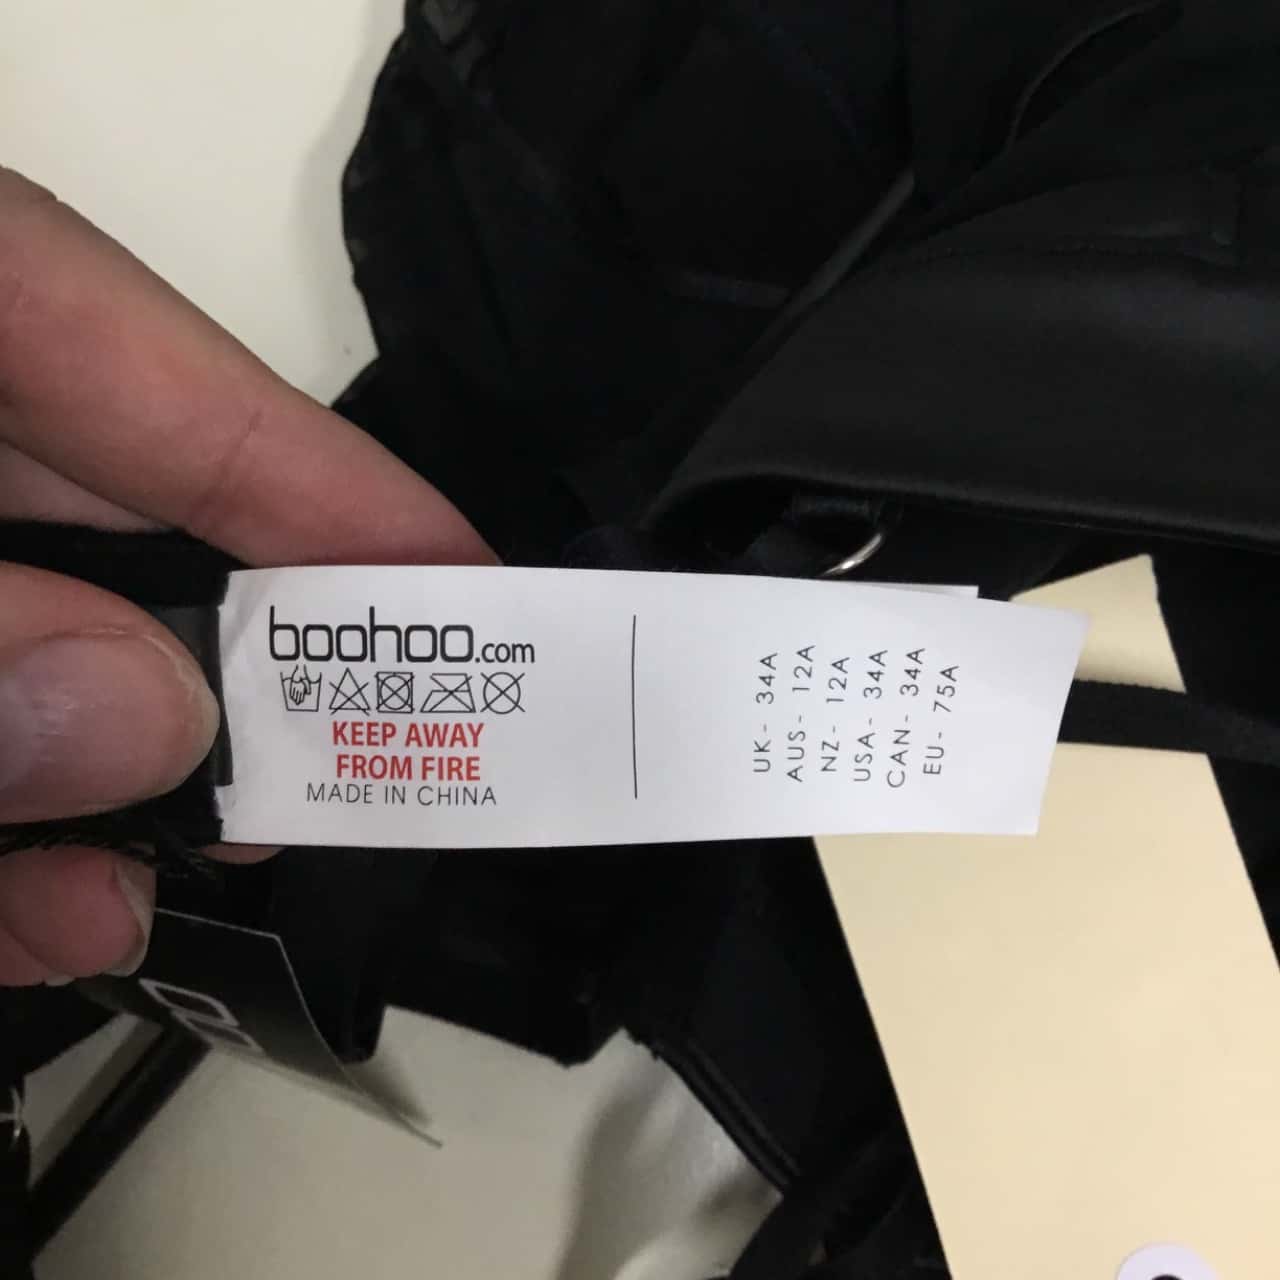 boohoo.com
KEEP AWAY
FROM FIRE
MADE IN CHINA
UK- 34A
AUS- 12A
NZ- 12A
USA- 34A
CAN- 34A
EU- 75A